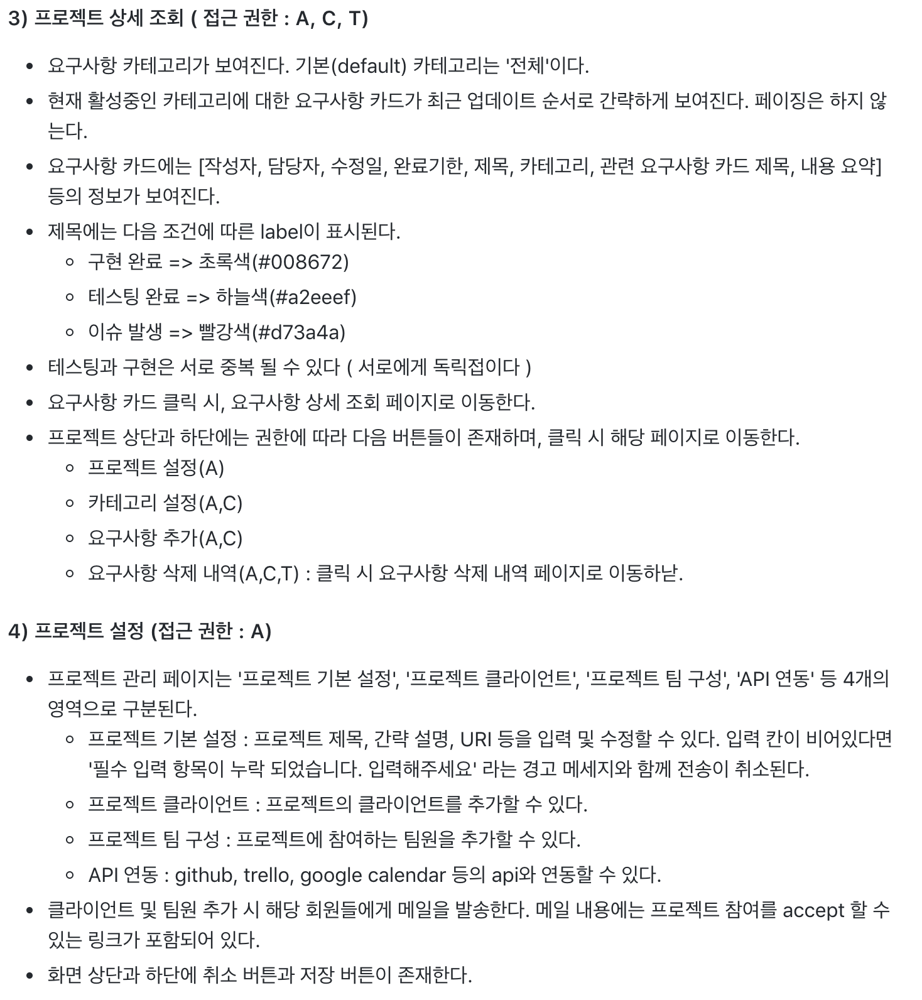 3) 프로젝트 상세 조회 ( 접근 권한 : A, C, T)
요구사항 카테고리가 보여진다. 기본(default) 카테고리는 '전체'이다.
현재 활성중인 카테고리에 대한 요구사항 카드가 최근 업데이트 순서로 간략하게 보여진다. 페이징은 하지 않
는다.
요구사항 카드에는 [작성자, 담당자, 수정일, 완료기한, 제목, 카테고리, 관련 요구사항 카드 제목, 내용 요약]
등의 정보가 보여진다.
제목에는 다음 조건에 따른 label이 표시된다.
구현 완료 => 초록색(#008672)
테스팅 완료 => 하늘색(#a2eeef)
이슈 발생 => 빨강색(#d73a4a)
테스팅과 구현은 서로 중복 될 수 있다 ( 서로에게 독릭접이다 )
요구사항 카드 클릭 시, 요구사항 상세 조회 페이지로 이동한다.
프로젝트 상단과 하단에는 권한에 따라 다음 버튼들이 존재하며, 클릭 시 해당 페이지로 이동한다.
프로젝트 설정(A)
카테고리 설정(A,C)
요구사항 추가(A,C)
요구사항 삭제 내역(A,C,T) : 클릭 시 요구사항 삭제 내역 페이지로 이동하낟.
4) 프로젝트 설정 (접근 권한 : A)
프로젝트 관리 페이지는 '프로젝트 기본 설정', '프로젝트 클라이언트', '프로젝트 팀 구성', 'API 연동' 등 4개의
영역으로 구분된다.
프로젝트 기본 설정 : 프로젝트 제목, 간략 설명, URI 등을 입력 및 수정할 수 있다. 입력 칸이 비어있다면
'필수 입력 항목이 누락 되었습니다. 입력해주세요' 라는 경고 메세지와 함께 전송이 취소된다.
프로젝트 클라이언트 : 프로젝트의 클라이언트를 추가할 수 있다.
프로젝트 팀 구성 : 프로젝트에 참여하는 팀원을 추가할 수 있다.
API 연동 : github, trello, google calendar 등의 api와 연동할 수 있다.
클라이언트 및 팀원 추가 시 해당 회원들에게 메일을 발송한다. 메일 내용에는 프로젝트 참여를 accept 할 수
있는 링크가 포함되어 있다.
화면 상단과 하단에 취소 버튼과 저장 버튼이 존재한다.